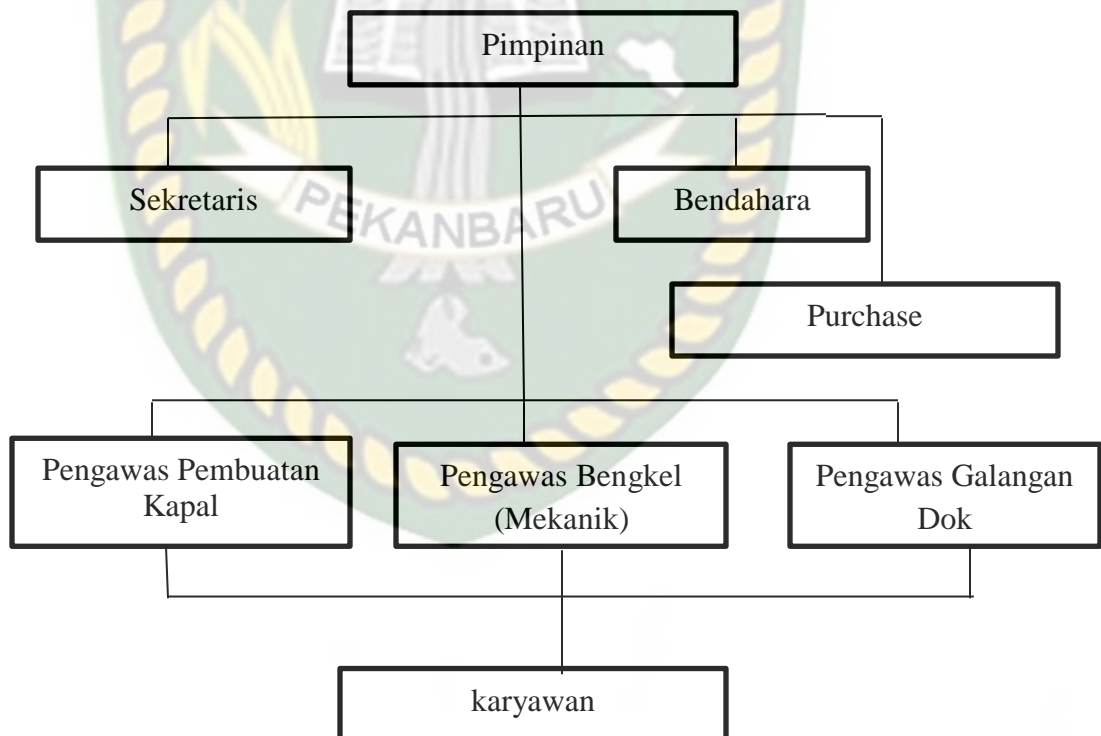 Pimpinan
Sekretaris
Bendahara
PEKANBARU
Purchase
Pengawas Pembuatan
Kapal
Pengawas Bengkel
(Mekanik)
Pengawas Galangan
Dok
karyawan